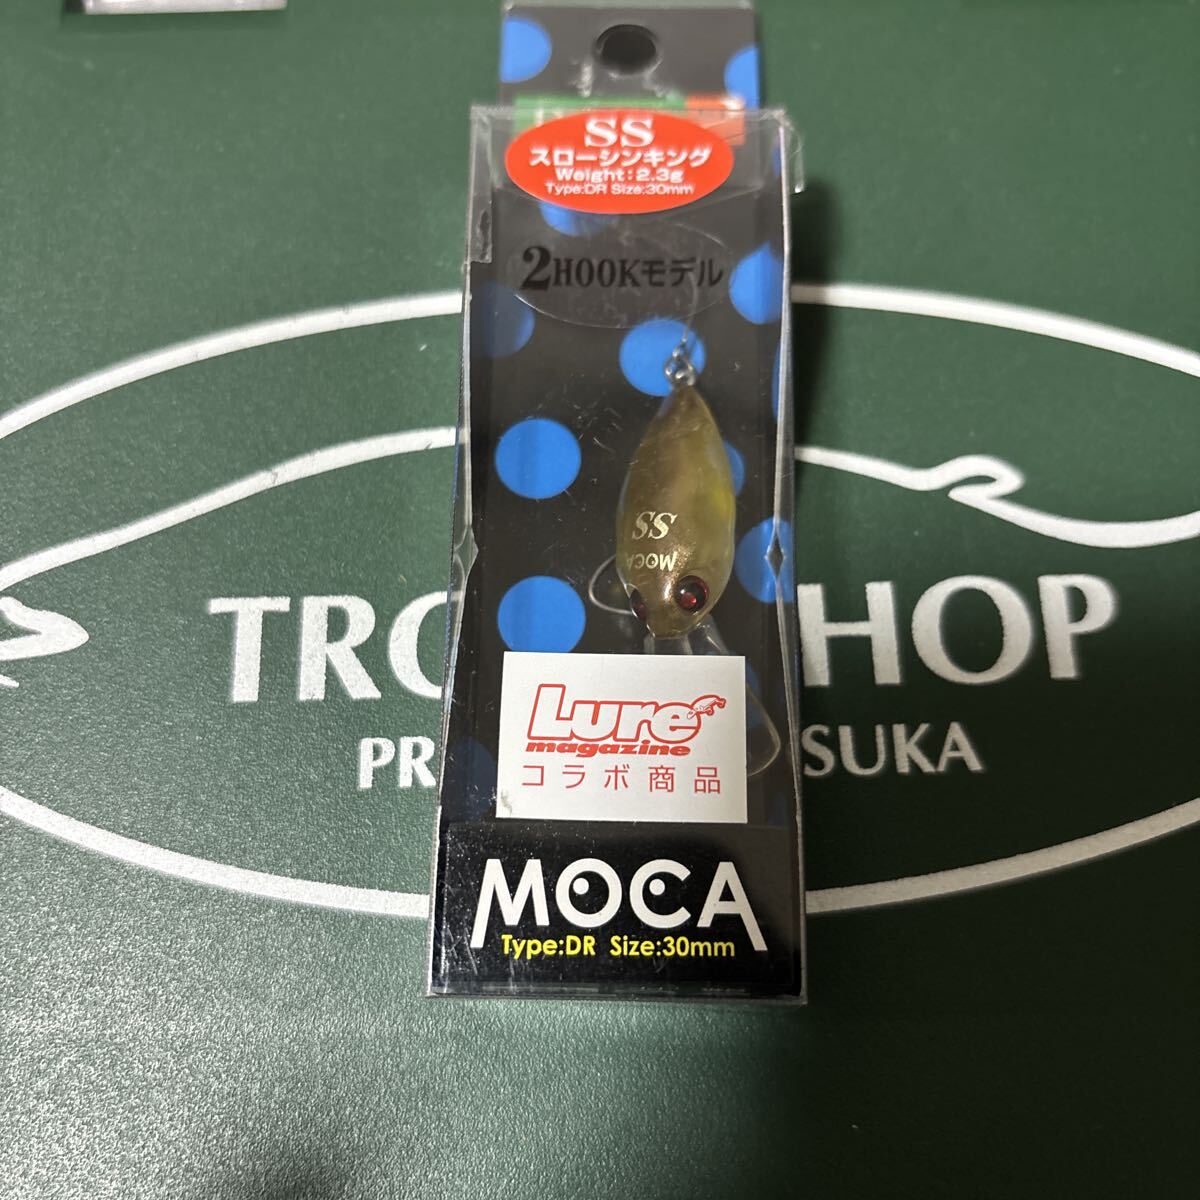 SS
スローシンキング
Weight:2.3g
Type:DR Size:30mm
2HOOKモデル
SS
MOCA
TRO HOP
PR SUKA
Lure
magazine
コラボ商品
MOCA
Type:DR Size:30mm